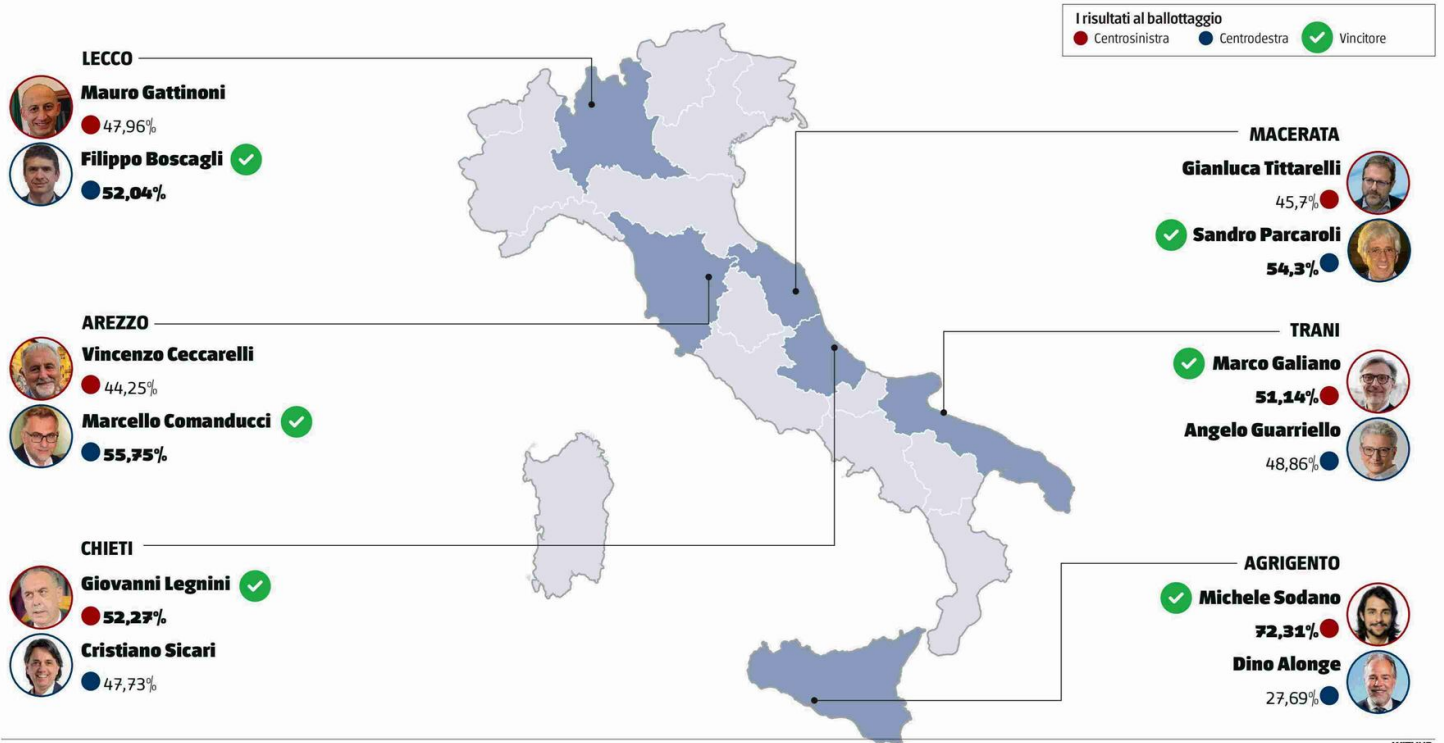 I risultati al ballottaggio
Centrosinistra Centrodestra Vincitore
LECCO
Mauro Gattinoni
47,96%
Filippo Boscagli
52,04%
AREZZO
Vincenzo Ceccarelli
44,25%
Marcello Comanducci
55,75%
CHIETI
Giovanni Legnini
52,27%
Cristiano Sicari
47,73%
MACERATA
Gianluca Tittarelli
45,7%
Sandro Parcaroli
54,3%
TRANI
Marco Galiano
51,14%
Angelo Guarriello
48,86%
AGRIGENTO
Michele Sodano
72,31%
Dino Alonge
27,69%